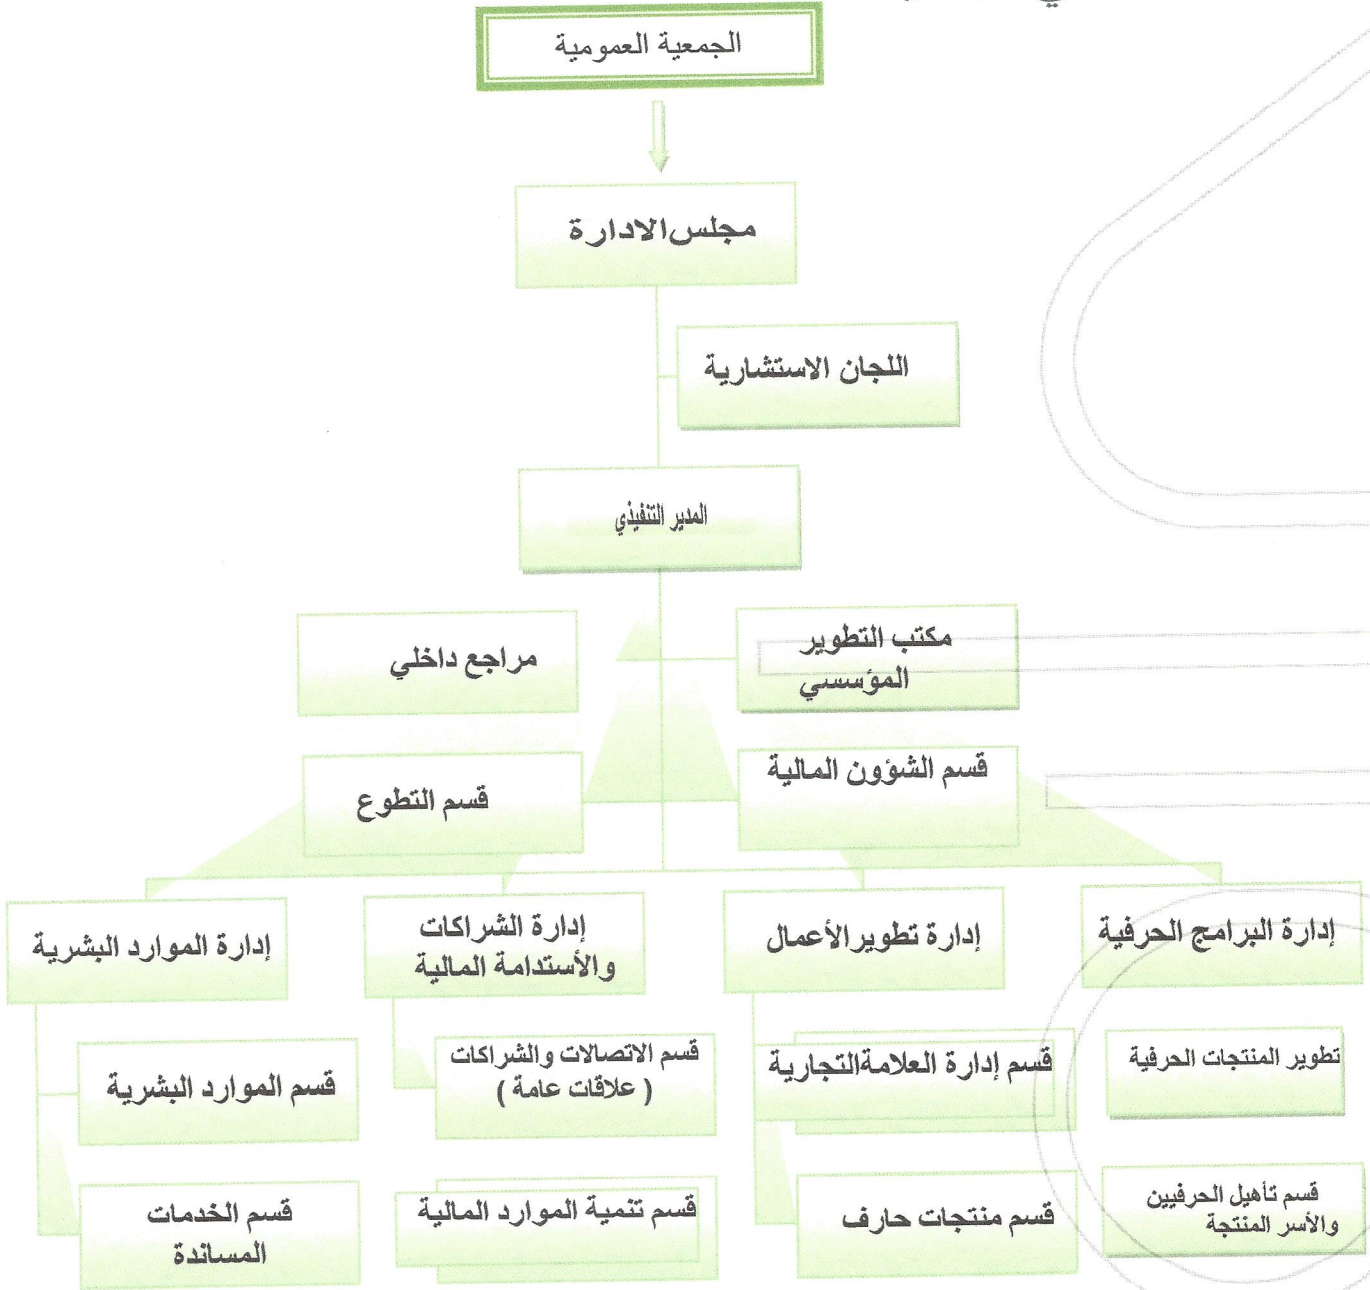 الجمعية العمومية
مجلس الادارة
اللجان الاستشارية
المدير التنفيذي
مكتب التطوير
المؤسسي
مراجع داخلي
قسم الشؤون المالية
قسم التطوع
إدارة البرامج الحرفية
إدارة تطوير الأعمال
إدارة الشراكات
والأستدامة المالية
إدارة الموارد البشرية
تطوير المنتجات الحرفية
قسم إدارة العلامة التجارية
قسم الاتصالات والشراكات
( علاقات عامة )
قسم الموارد البشرية
قسم تأهيل الحرفيين
والأسر المنتجة
قسم منتجات حارف
قسم تنمية الموارد المالية
قسم الخدمات
المساندة